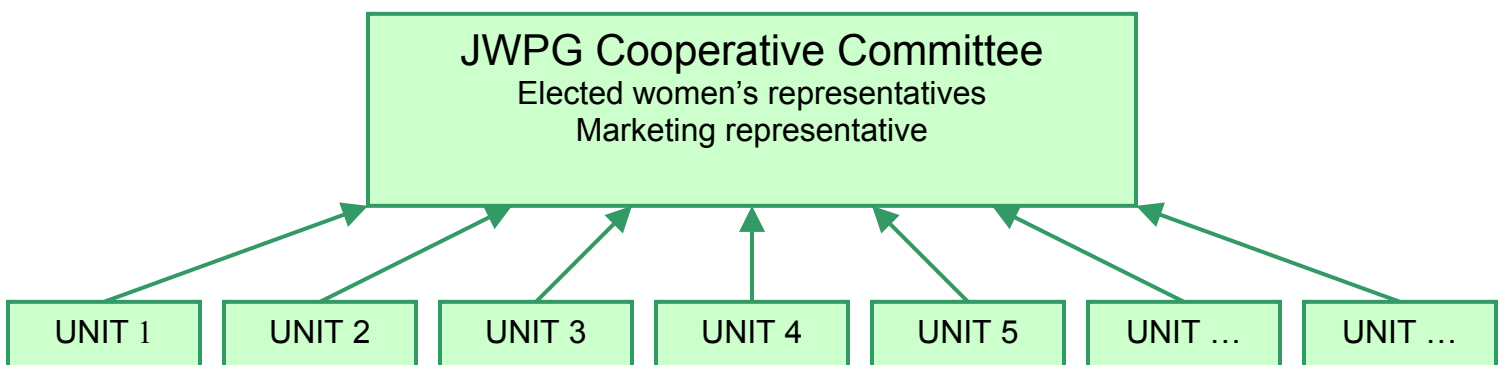 JWPG Cooperative Committee
Elected women’s representatives
Marketing representative
UNIT 1
UNIT 2
UNIT 3
UNIT 4
UNIT 5
UNIT …
UNIT …